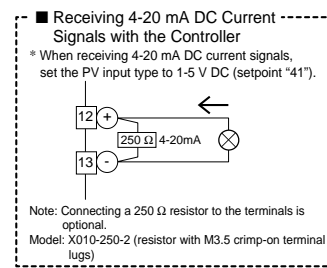 ■ Receiving 4-20 mA DC Current
Signals with the Controller
* When receiving 4-20 mA DC current signals,
set the PV input type to 1-5 V DC (setpoint “41”).
12 +
250 Ω 4-20mA
13 -
Note: Connecting a 250 Ω resistor to the terminals is
optional.
Model: X010-250-2 (resistor with M3.5 crimp-on terminal
lugs)